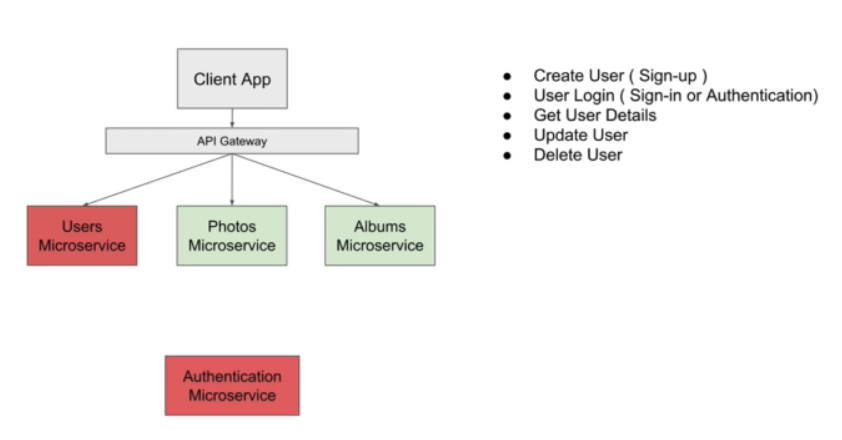 Client App
API Gateway
Users
Microservice
Photos
Microservice
Albums
Microservice
Authentication
Microservice
● Create User ( Sign-up )
● User Login ( Sign-in or Authentication)
● Get User Details
● Update User
● Delete User